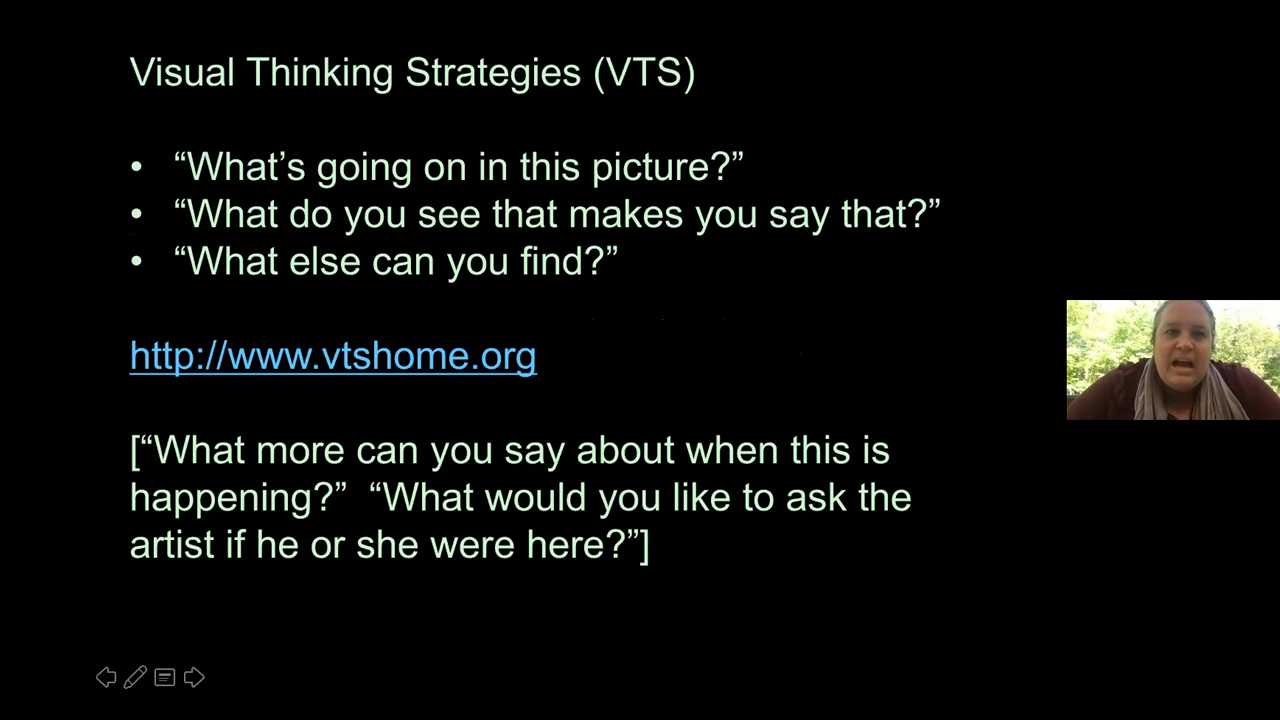 Visual Thinking Strategies (VTS)
• “What’s going on in this picture?”
• “What do you see that makes you say that?”
• “What else can you find?”
http://www.vtshome.org
[“What more can you say about when this is
happening?”  “What would you like to ask the
artist if he or she were here?”]